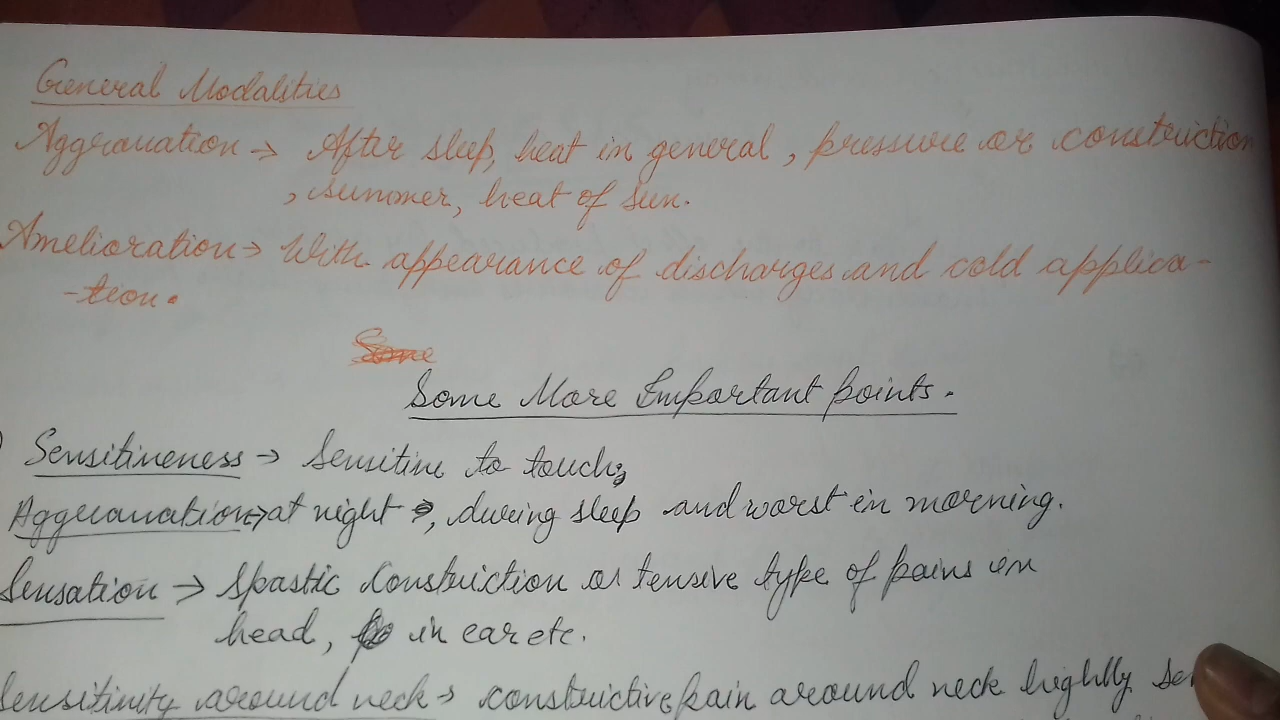 General Modalities
Aggravation → After sleep, heat in general, pressure or constriction
, summer, heat of sun.
Amelioration → With appearance of discharges and cold applica-
-tion.
Some
Some More Important points.
Sensitiveness → Sensitive to touch,
Aggravation → at night, during sleep and worst in morning.
Sensation → Spastic constriction or tensive type of pains in
head, in ear etc.
Sensitivity around neck → constrictive pain around neck highly